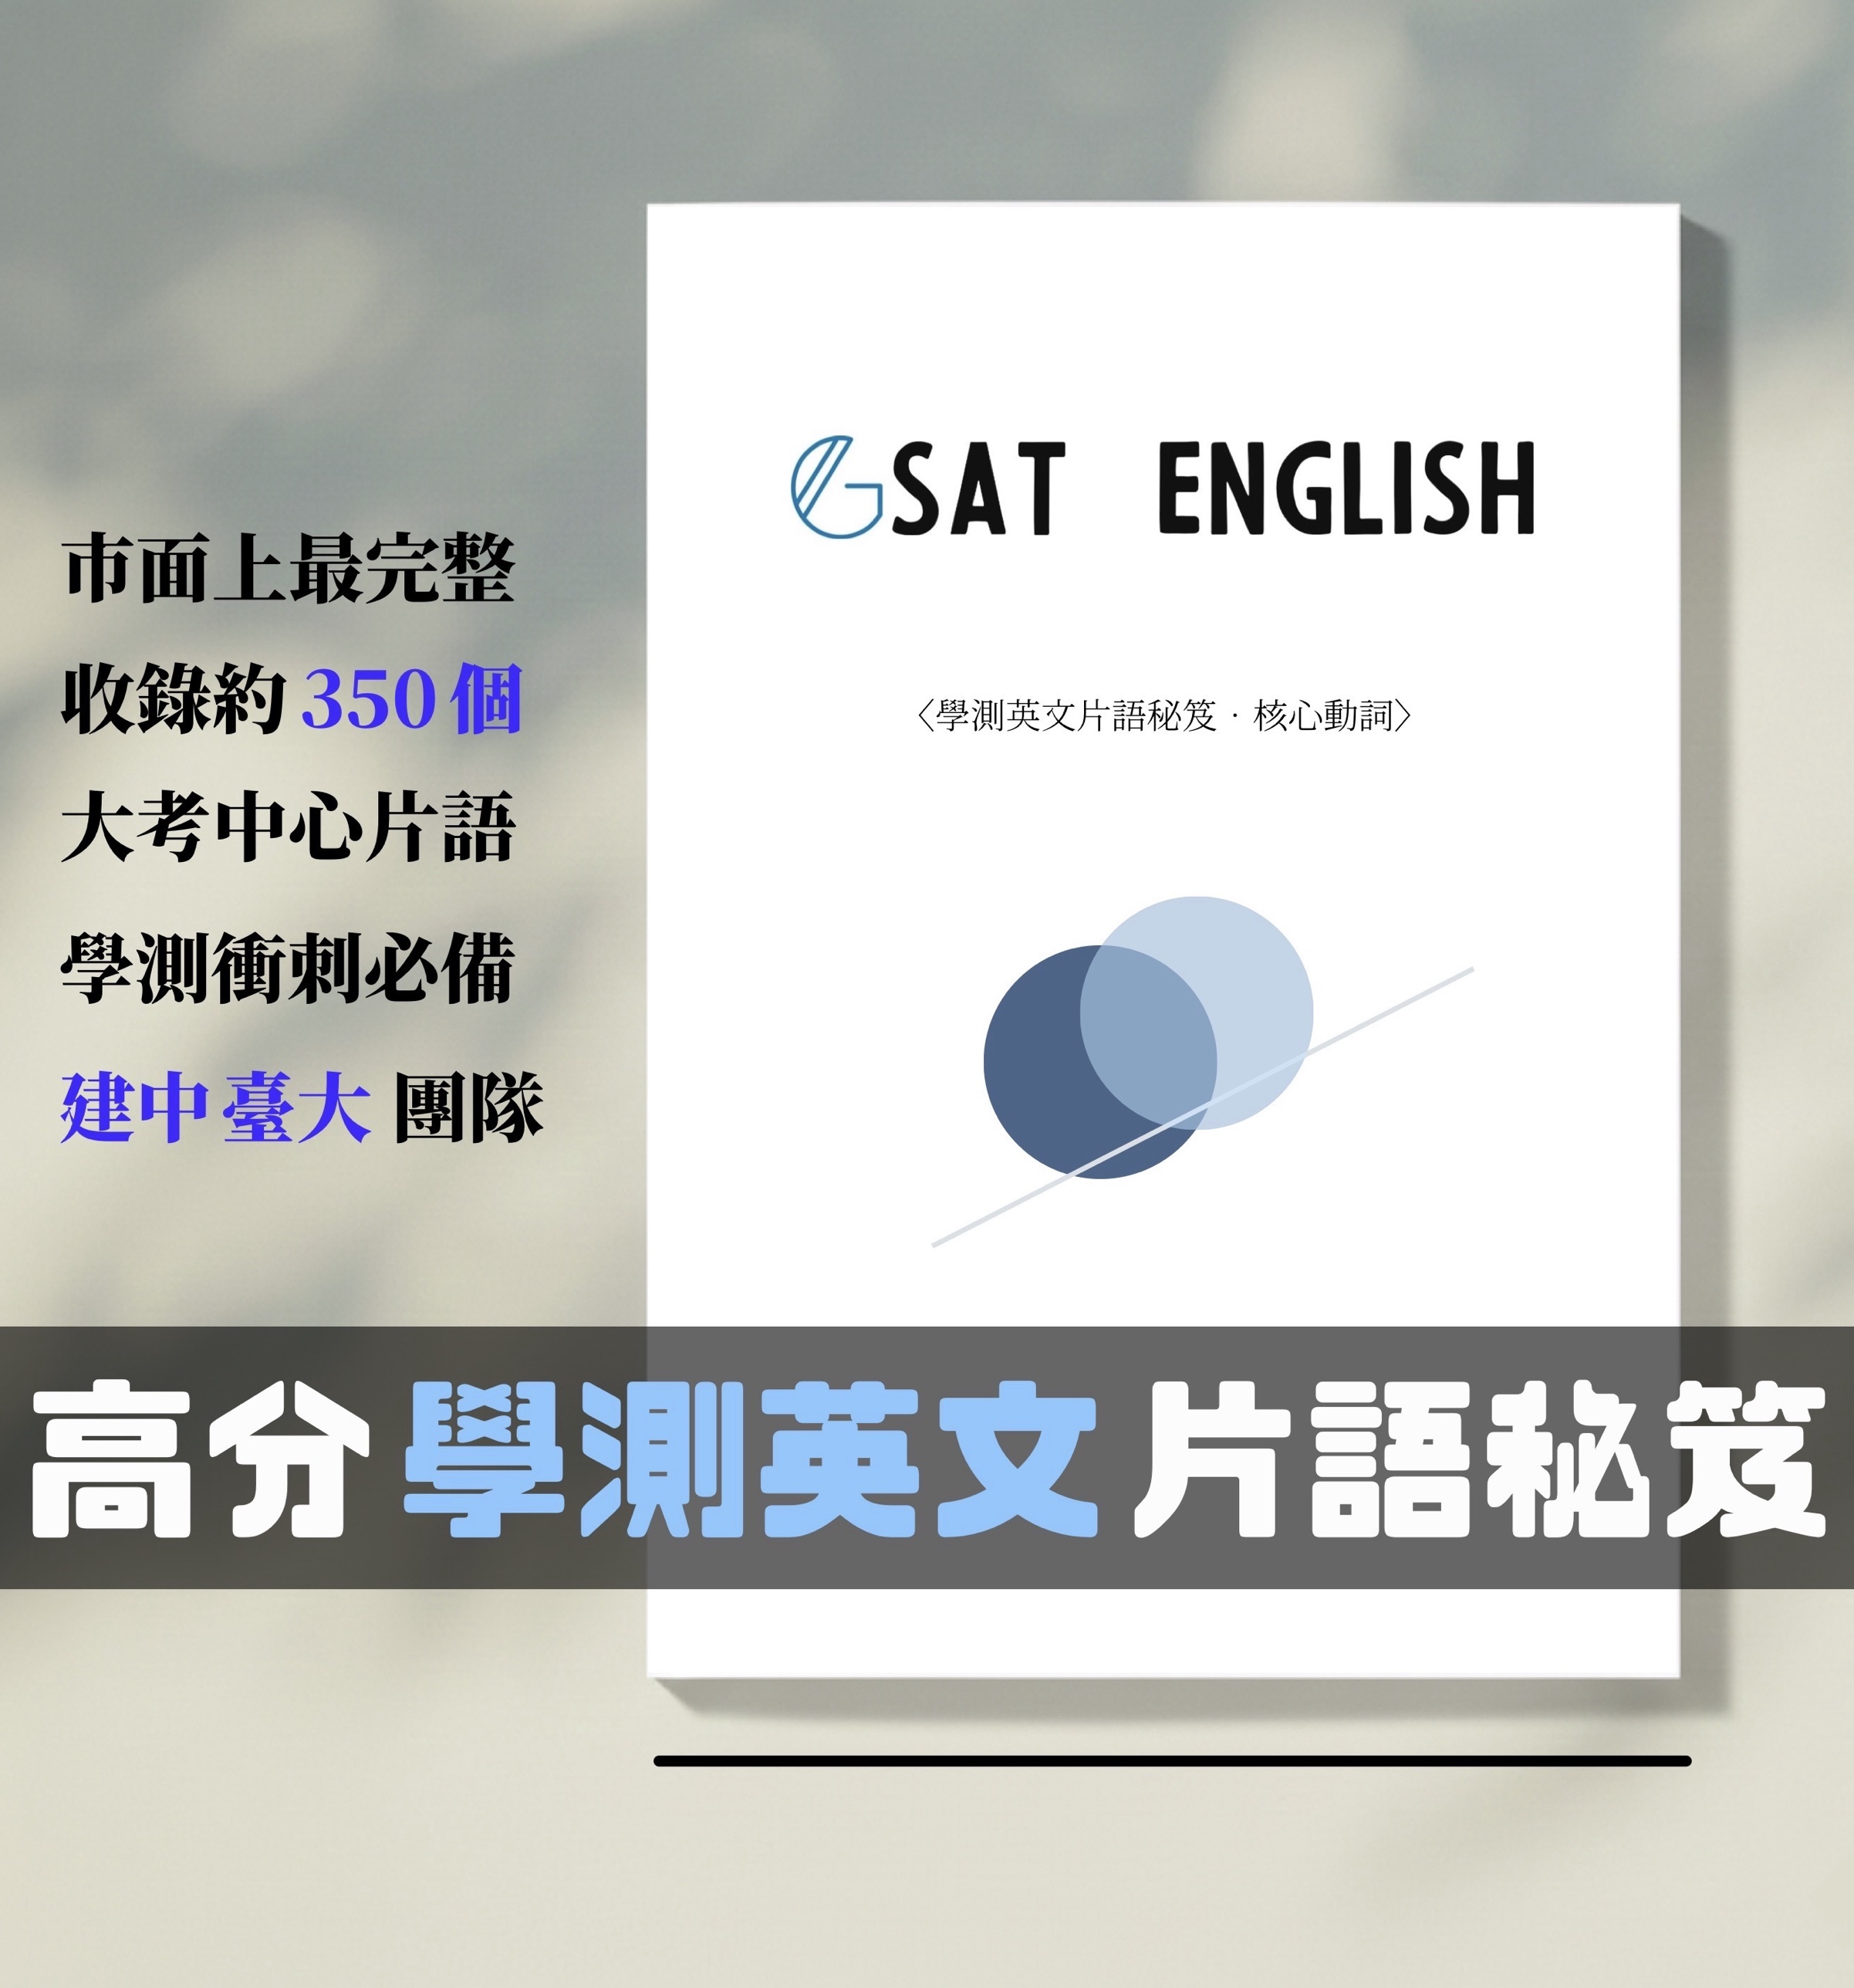 GSAT ENGLISH
〈學測英文片語秘笈·核心動詞〉
市面上最完整
收錄約 350 個
大考中心片語
學測衝刺必備
建中臺大 團隊
高分 學測英文 片語秘笈